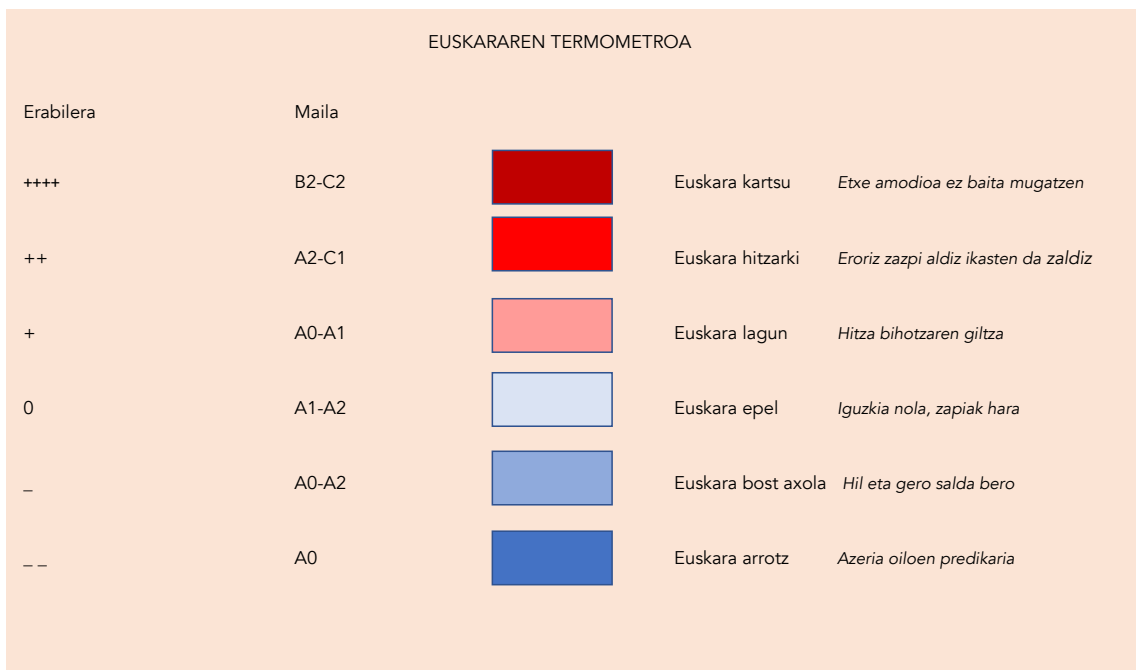 EUSKARAREN TERMOMETROA
Erabilera Maila
++++ B2-C2 Euskara kartsu Etxe amodioa ez baita mugatzen
++ A2-C1 Euskara hitzarki Eroriz zazpi aldiz ikasten da zaldiz
+ A0-A1 Euskara lagun Hitza bihotzaren giltza
0 A1-A2 Euskara epel Iguzkia nola, zapiak hara
_ A0-A2 Euskara bost axola Hil eta gero salda bero
_ _ A0 Euskara arrotz Azeria oiloen predikaria